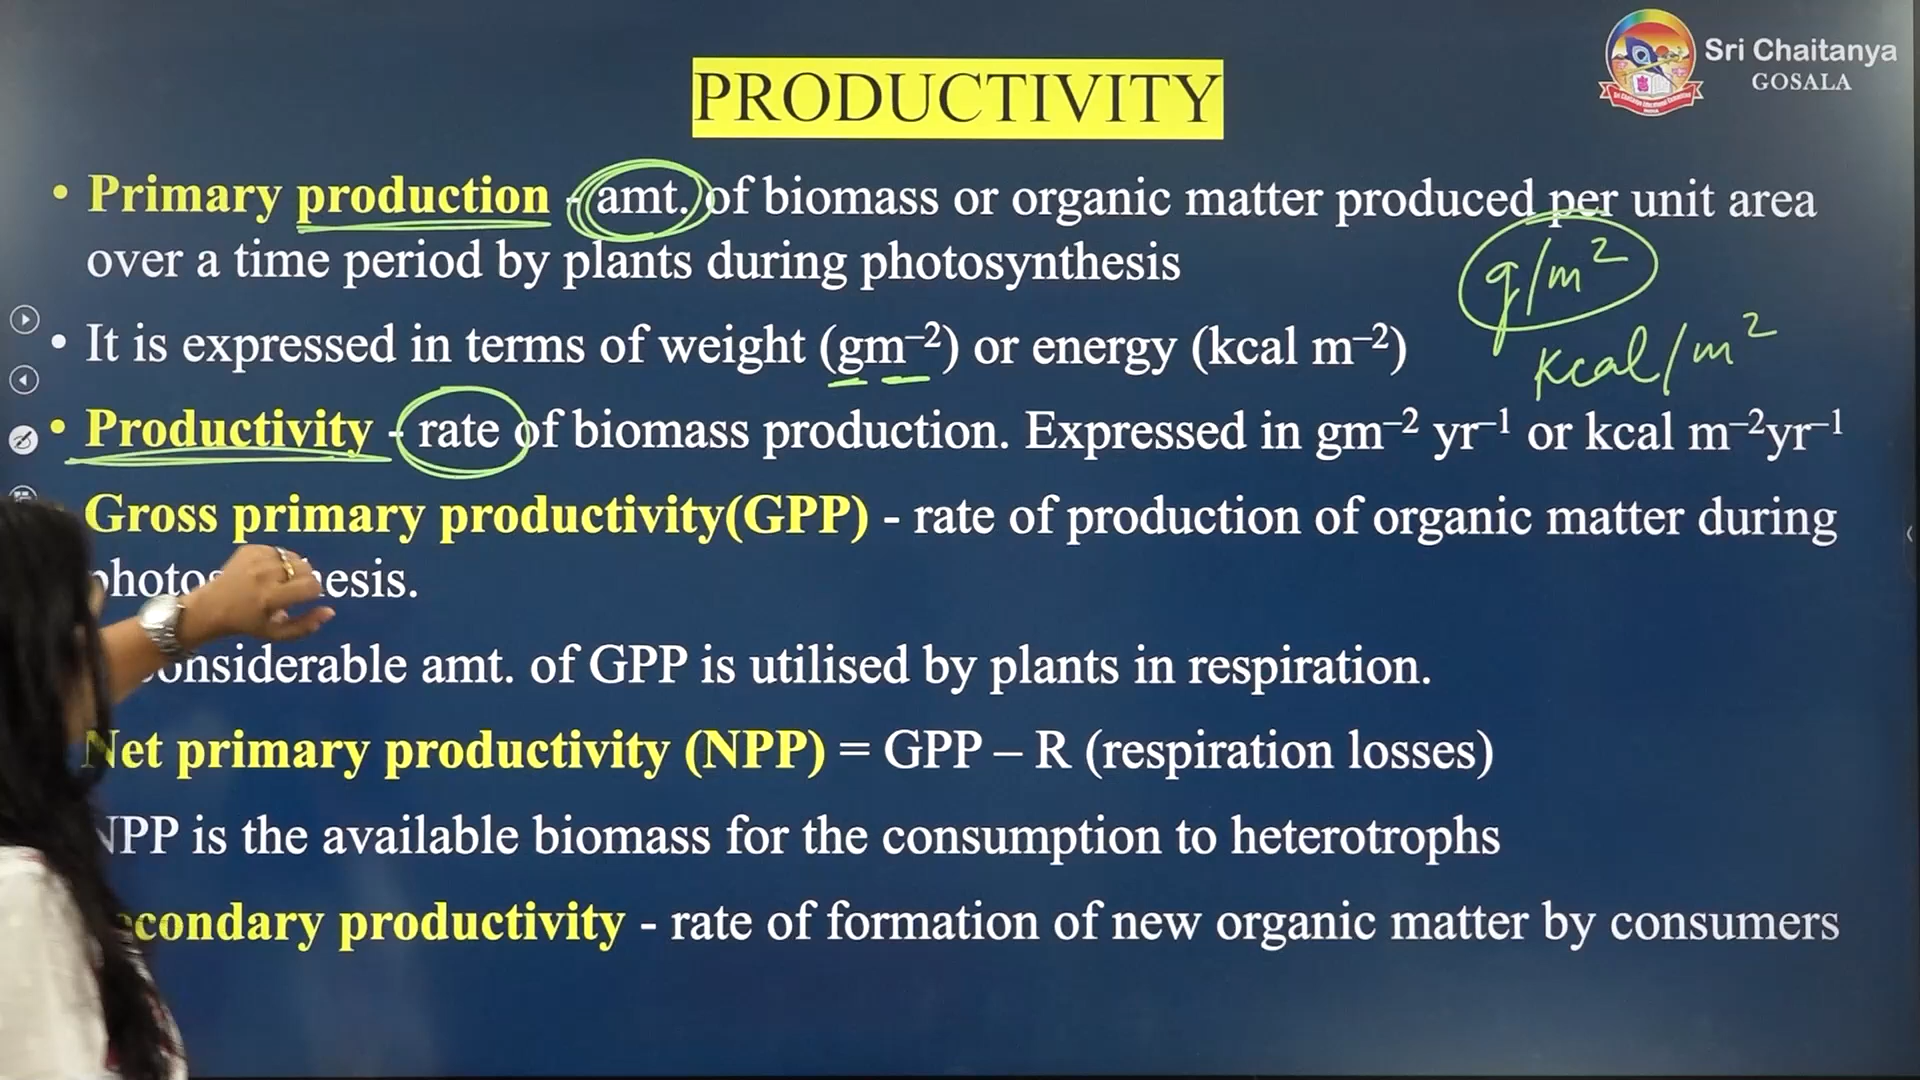 Sri Chaitanya
GOSALA
PRODUCTIVITY
• Primary production - amt. of biomass or organic matter produced per unit area
over a time period by plants during photosynthesis
g/m²
• It is expressed in terms of weight (gm⁻²) or energy (kcal m⁻²)
Kcal/m²
• Productivity - rate of biomass production. Expressed in gm⁻² yr⁻¹ or kcal m⁻²yr⁻¹
Gross primary productivity(GPP) - rate of production of organic matter during
amt. of GPP is utilised by plants in respiration.
Net primary productivity (NPP) = GPP – R (respiration losses)
NPP is the available biomass for the consumption to heterotrophs
productivity - rate of formation of new organic matter by consumers